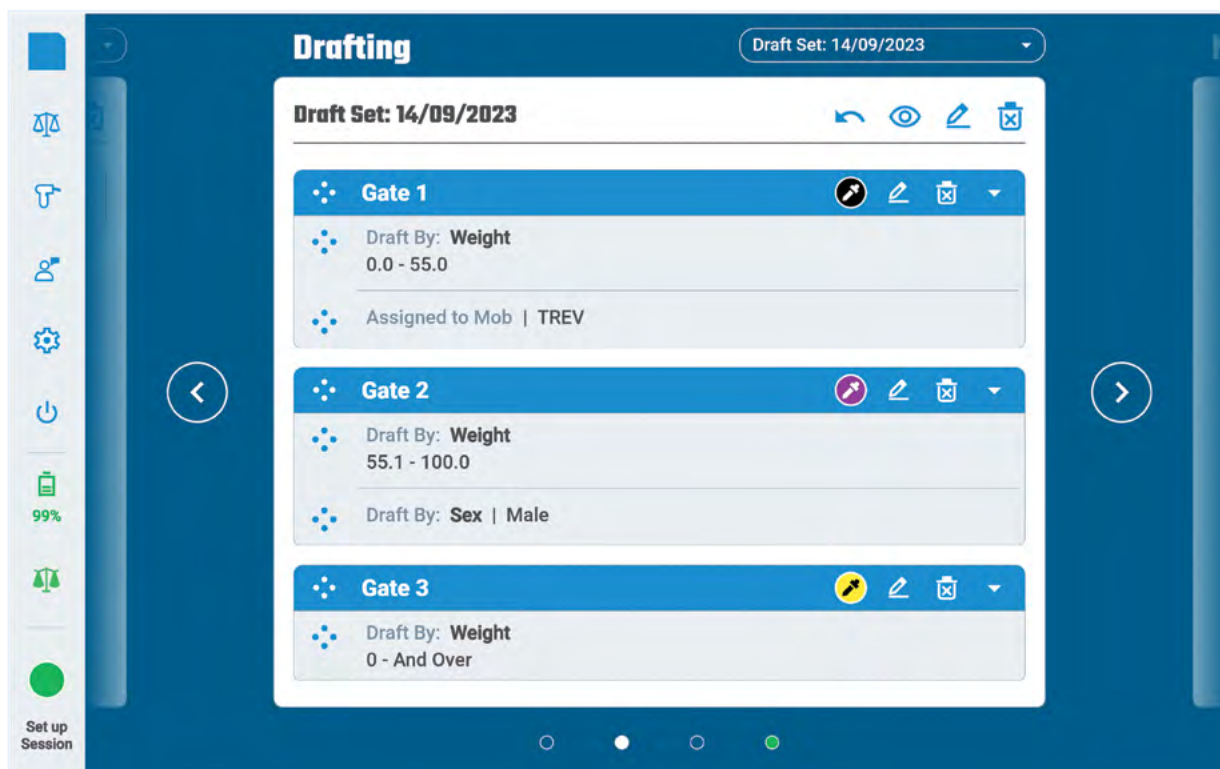 Drafting
Draft Set: 14/09/2023
Draft Set: 14/09/2023
Gate 1
Draft By: Weight
0.0 - 55.0
Assigned to Mob | TREV
Gate 2
Draft By: Weight
55.1 - 100.0
Draft By: Sex | Male
Gate 3
Draft By: Weight
0 - And Over
99%
Set up
Session